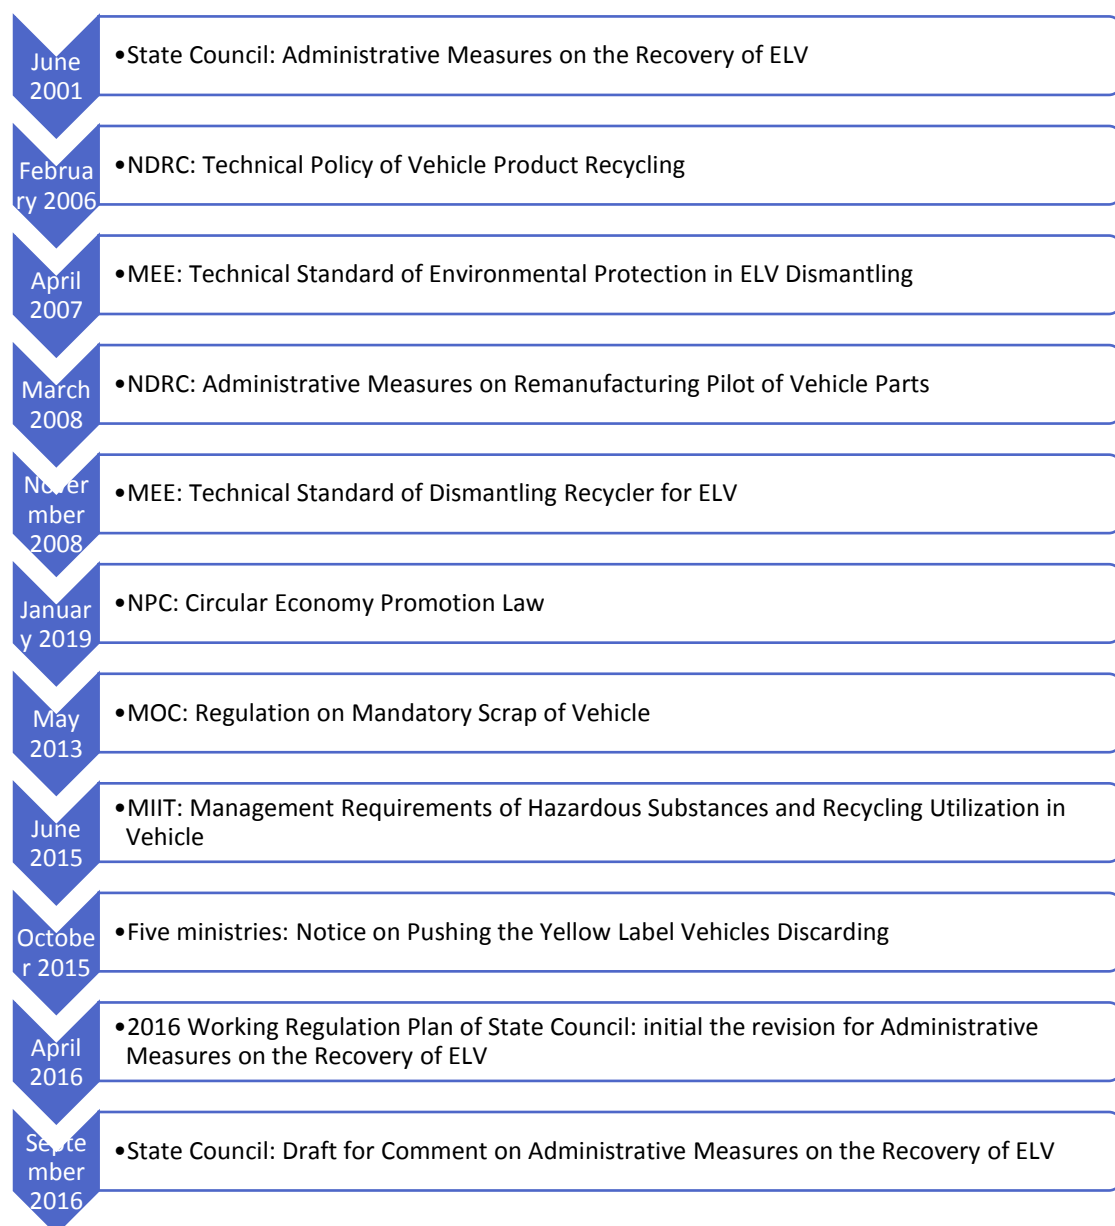 June
2001
•State Council: Administrative Measures on the Recovery of ELV
Februa
ry 2006
•NDRC: Technical Policy of Vehicle Product Recycling
April
2007
•MEE: Technical Standard of Environmental Protection in ELV Dismantling
March
2008
•NDRC: Administrative Measures on Remanufacturing Pilot of Vehicle Parts
Nover
mber
2008
•MEE: Technical Standard of Dismantling Recycler for ELV
Januar
y 2019
•NPC: Circular Economy Promotion Law
May
2013
•MOC: Regulation on Mandatory Scrap of Vehicle
June
2015
•MIIT: Management Requirements of Hazardous Substances and Recycling Utilization in
Vehicle
Octobe
r 2015
•Five ministries: Notice on Pushing the Yellow Label Vehicles Discarding
April
2016
•2016 Working Regulation Plan of State Council: initial the revision for Administrative
Measures on the Recovery of ELV
Septe
mber
2016
•State Council: Draft for Comment on Administrative Measures on the Recovery of ELV